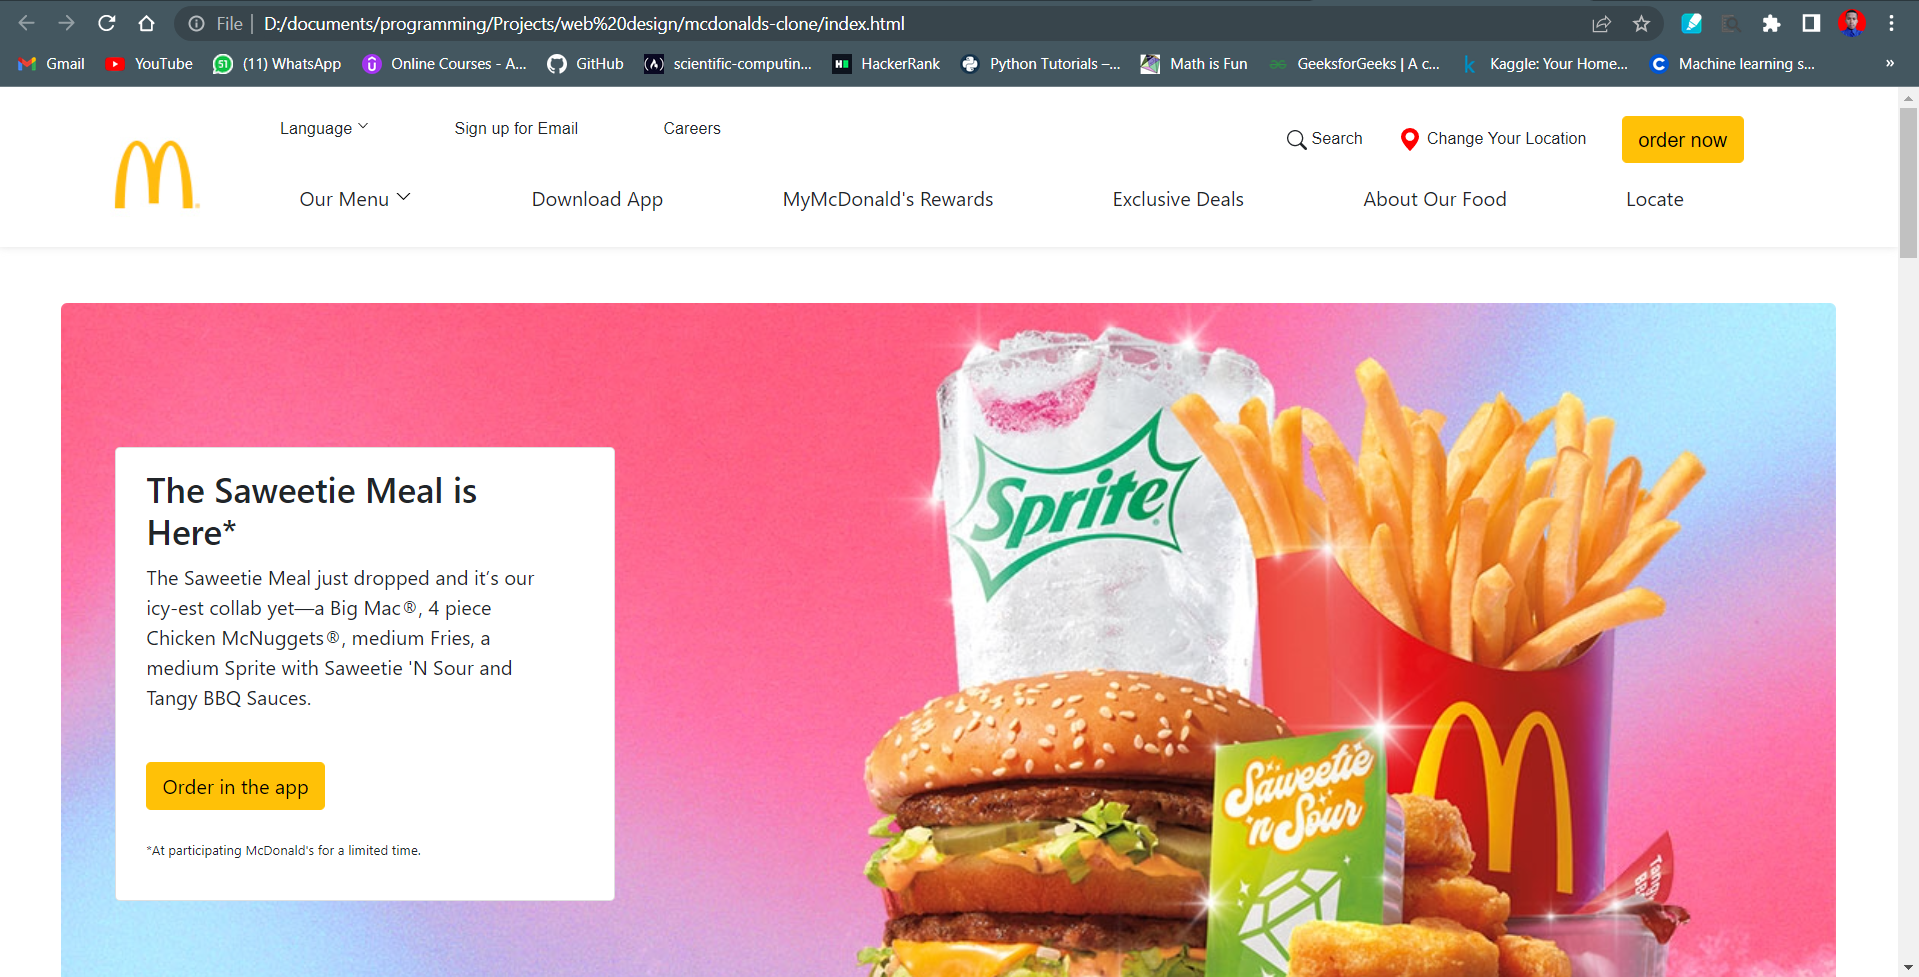 File | D:/documents/programming/Projects/web%20design/mcdonalds-clone/index.html
Gmail YouTube (11) WhatsApp Online Courses - A... GitHub scientific-computin... HackerRank Python Tutorials –... Math is Fun GeeksforGeeks | A c... Kaggle: Your Home... Machine learning s... »
Language Sign up for Email Careers
Search Change Your Location order now
Our Menu Download App MyMcDonald's Rewards Exclusive Deals About Our Food Locate
The Saweetie Meal is
Here*
The Saweetie Meal just dropped and it’s our
icy-est collab yet—a Big Mac®, 4 piece
Chicken McNuggets®, medium Fries, a
medium Sprite with Saweetie 'N Sour and
Tangy BBQ Sauces.
Order in the app
*At participating McDonald's for a limited time.
Sprite
Saweetie
'n Sour